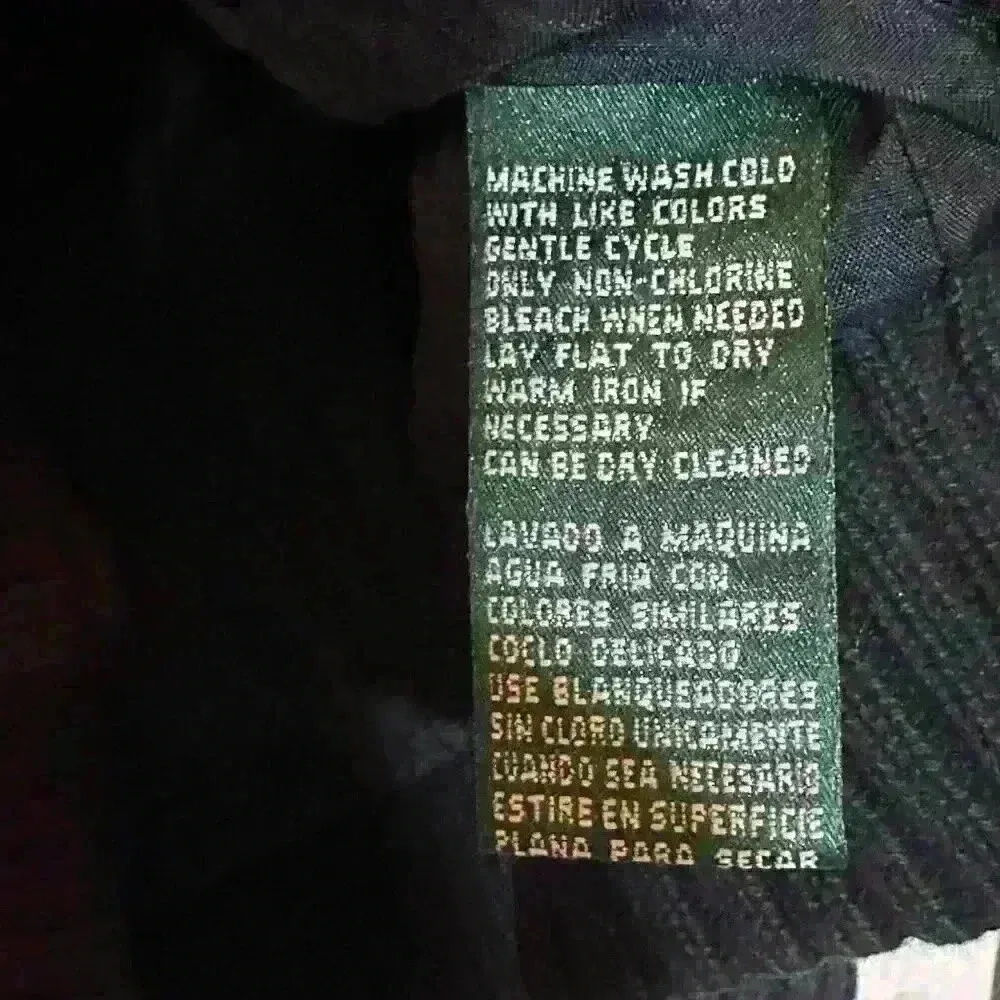 MACHINE WASH COLD
WITH LIKE COLORS
GENTLE CYCLE
ONLY NON-CHLORINE
BLEACH WHEN NEEDED
LAY FLAT TO DRY
WARM IRON IF
NECESSARY
CAN BE DRY CLEANED
LAVADO A MAQUINA
AGUA FRIA CON
COLORES SIMILARES
COCLO DELICADO
USE BLANQUEADORES
SIN CLORO UNICAMENTE
CUANDO SEA NECESARIO
ESTIRE EN SUPERFICIE
PLANA PARA SECAR